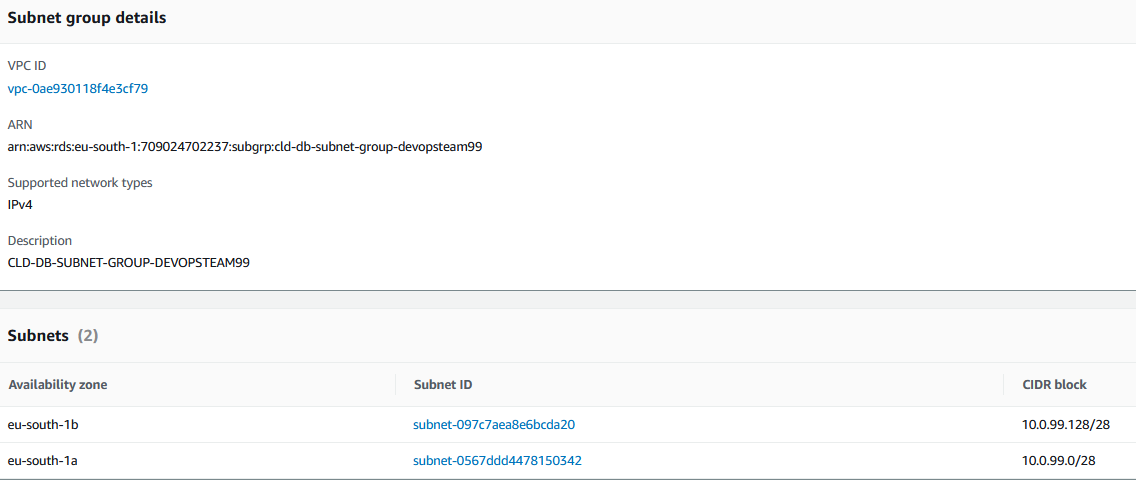 Subnet group details
VPC ID
vpc-0ae930118f4e3cf79
ARN
arn:aws:rds:eu-south-1:709024702237:subgrp:cld-db-subnet-group-devopsteam99
Supported network types
IPv4
Description
CLD-DB-SUBNET-GROUP-DEVOPSTEAM99
Subnets (2)
Availability zone Subnet ID CIDR block
eu-south-1b subnet-097c7aea8e6bcda20 10.0.99.128/28
eu-south-1a subnet-0567ddd4478150342 10.0.99.0/28